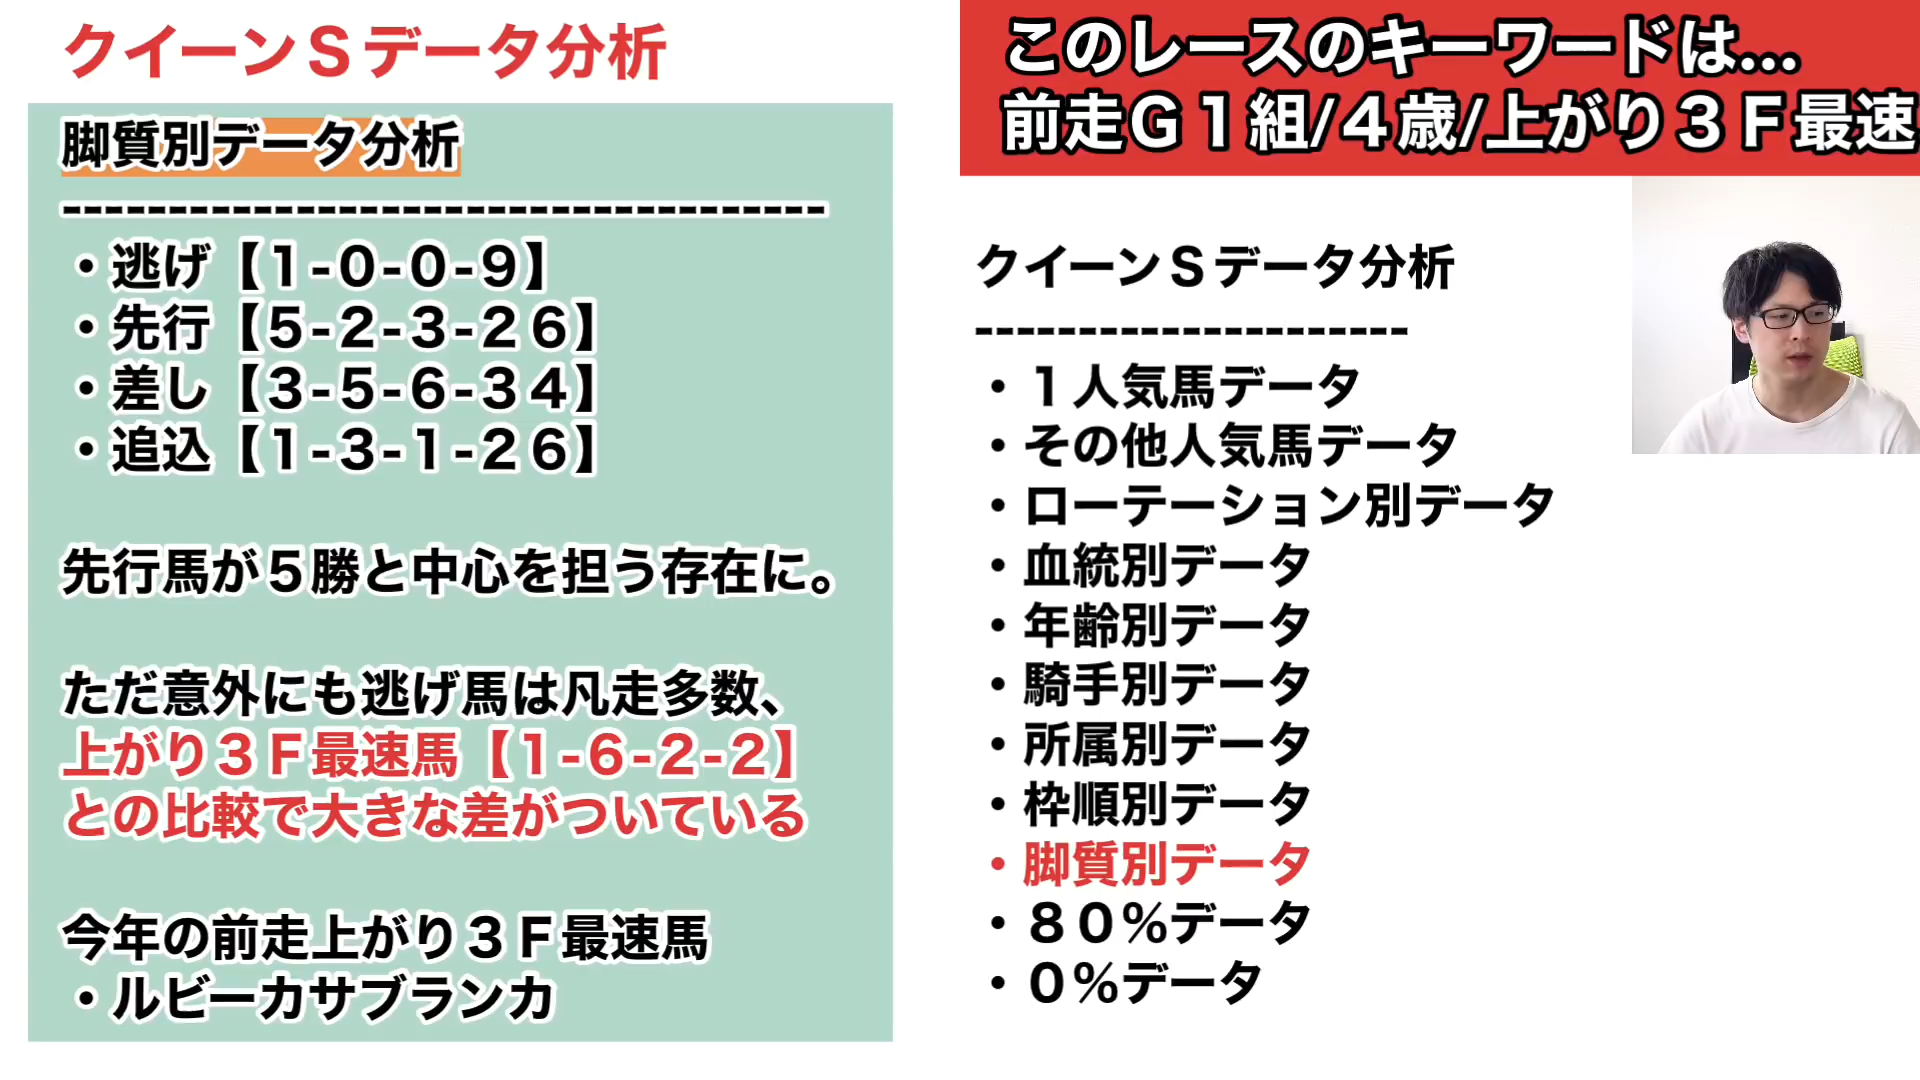 クイーンＳデータ分析
脚質別データ分析
------------------------------------
・逃げ【１-０-０-９】
・先行【５-２-３-２６】
・差し【３-５-６-３４】
・追込【１-３-１-２６】
先行馬が５勝と中心を担う存在に。
ただ意外にも逃げ馬は凡走多数、
上がり３Ｆ最速馬【１-６-２-２】
との比較で大きな差がついている
今年の前走上がり３Ｆ最速馬
・ルビーカサブランカ
このレースのキーワードは...
前走Ｇ１組/４歳/上がり３Ｆ最速
クイーンＳデータ分析
---------------------
・１人気馬データ
・その他人気馬データ
・ローテーション別データ
・血統別データ
・年齢別データ
・騎手別データ
・所属別データ
・枠順別データ
・脚質別データ
・８０％データ
・０％データ